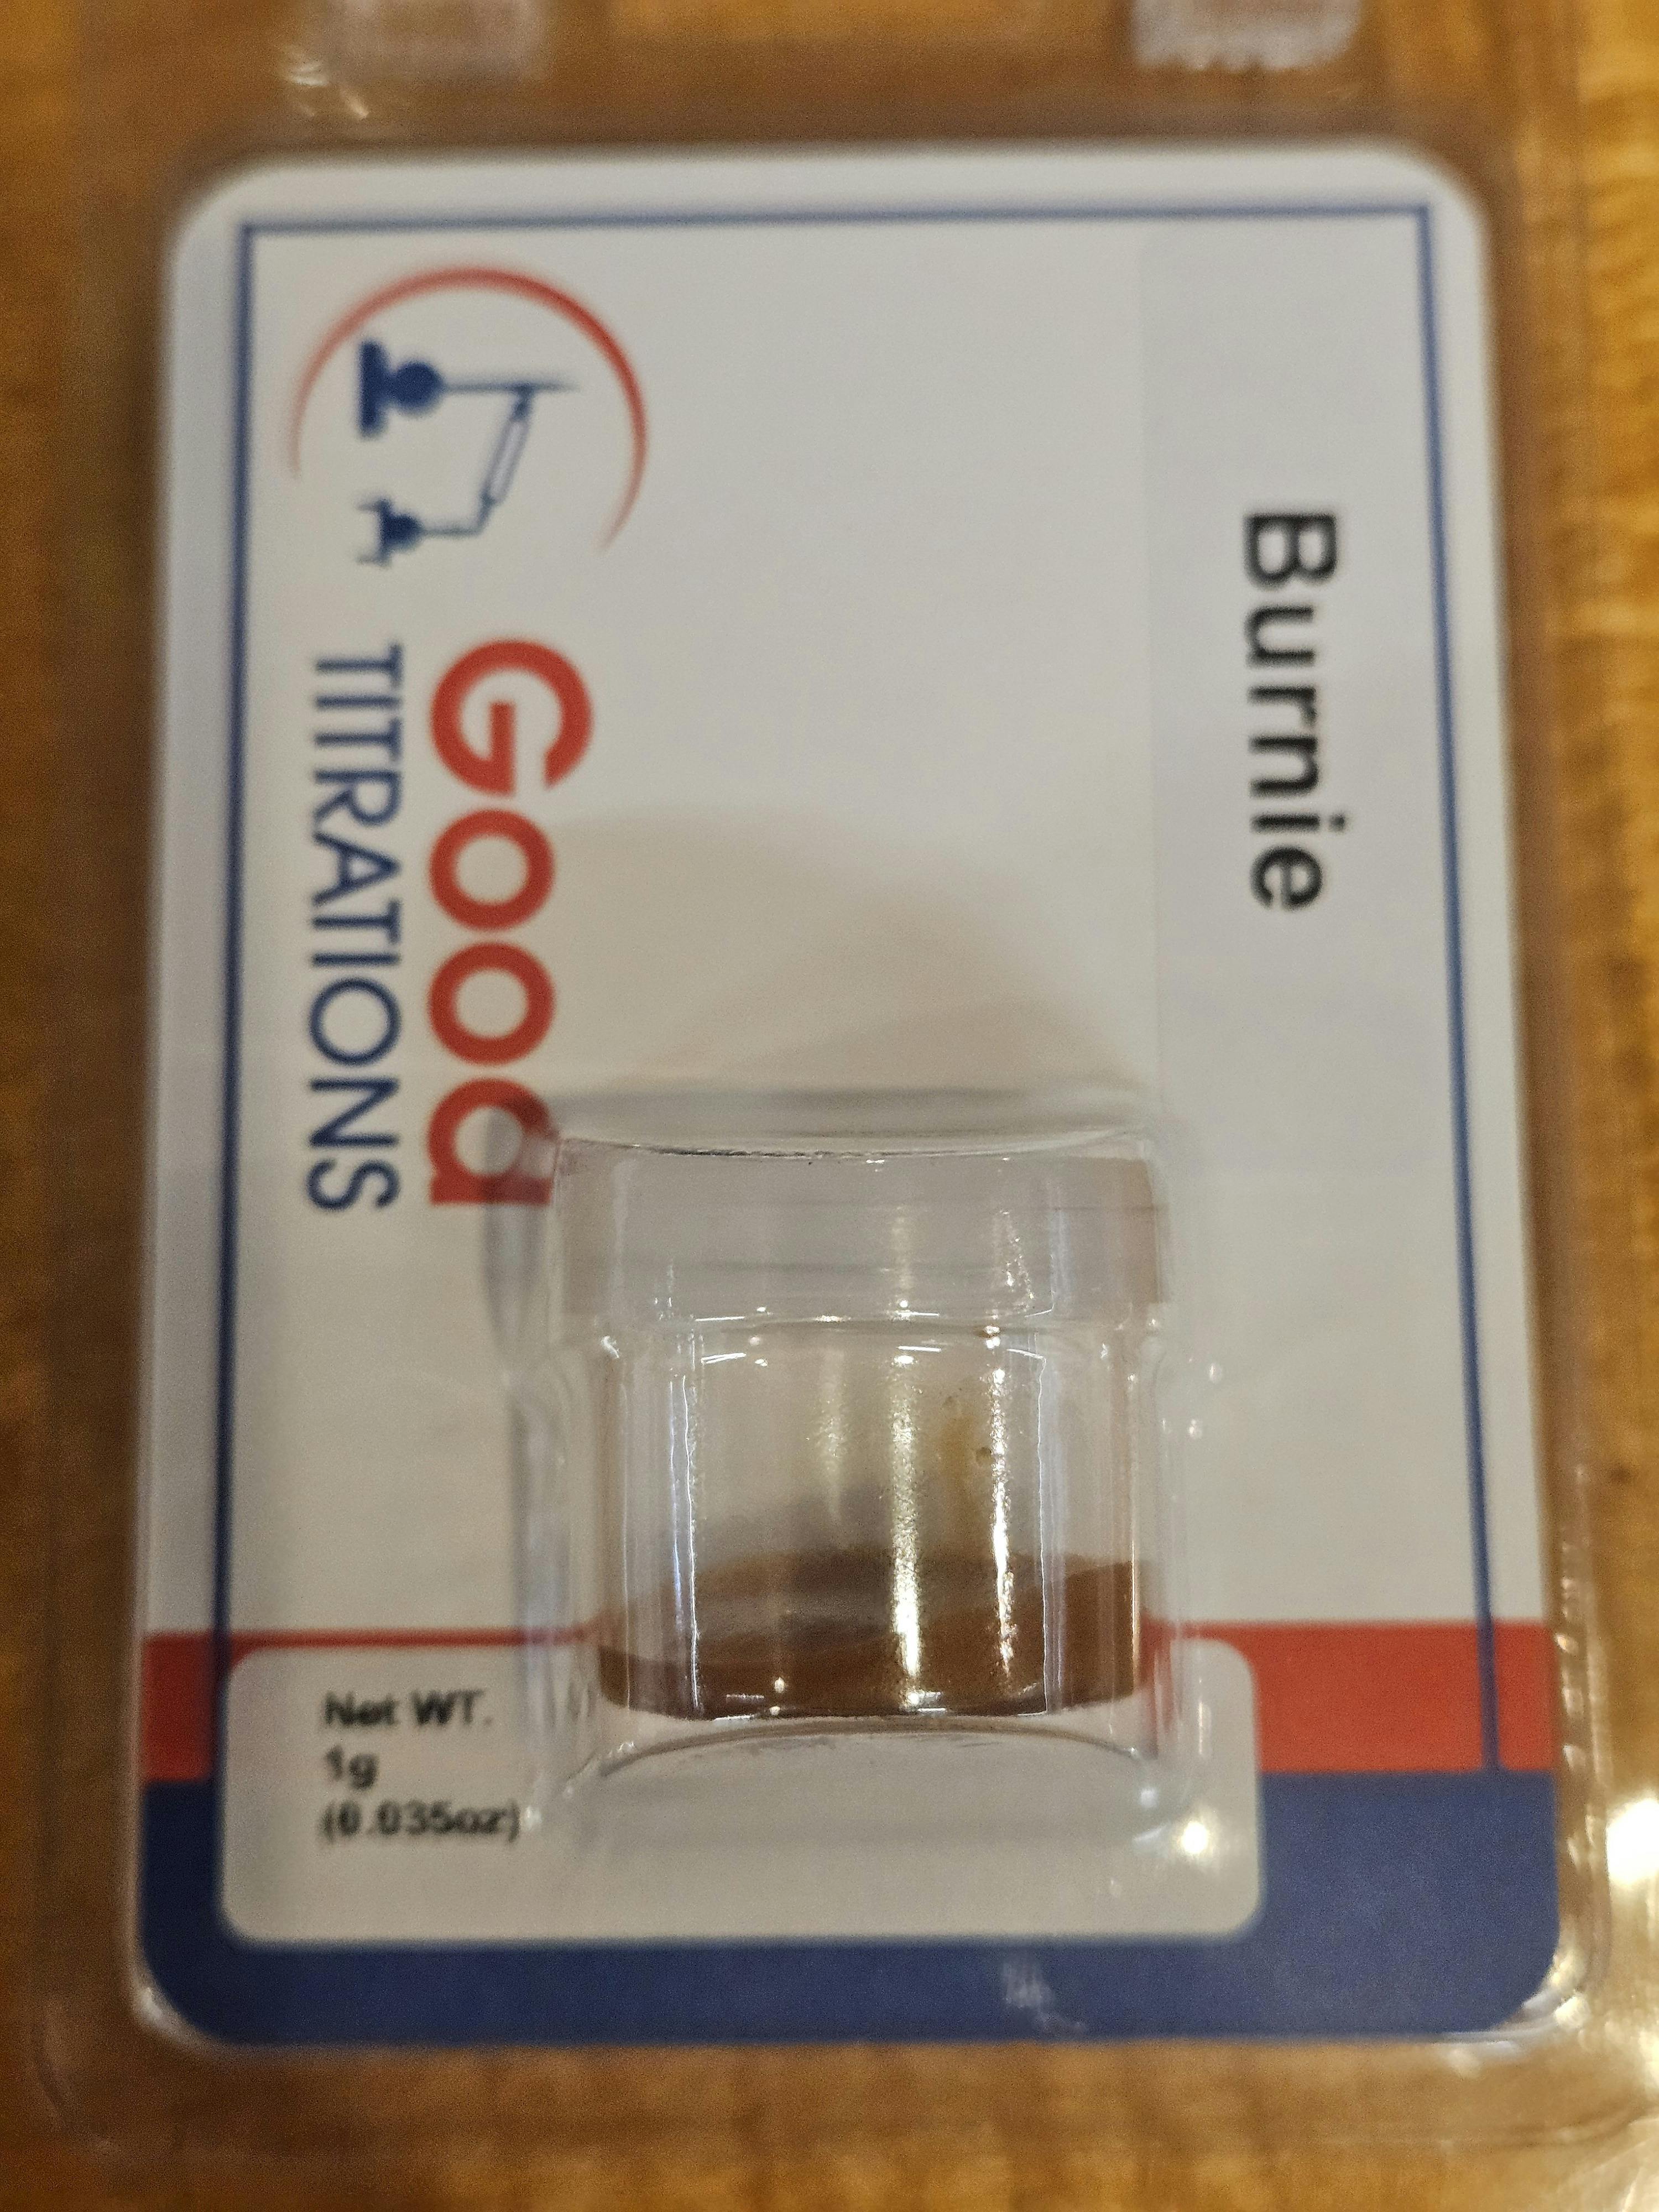 Good
TITRATIONS
Burnie
Net WT.
1g
(0.035oz)